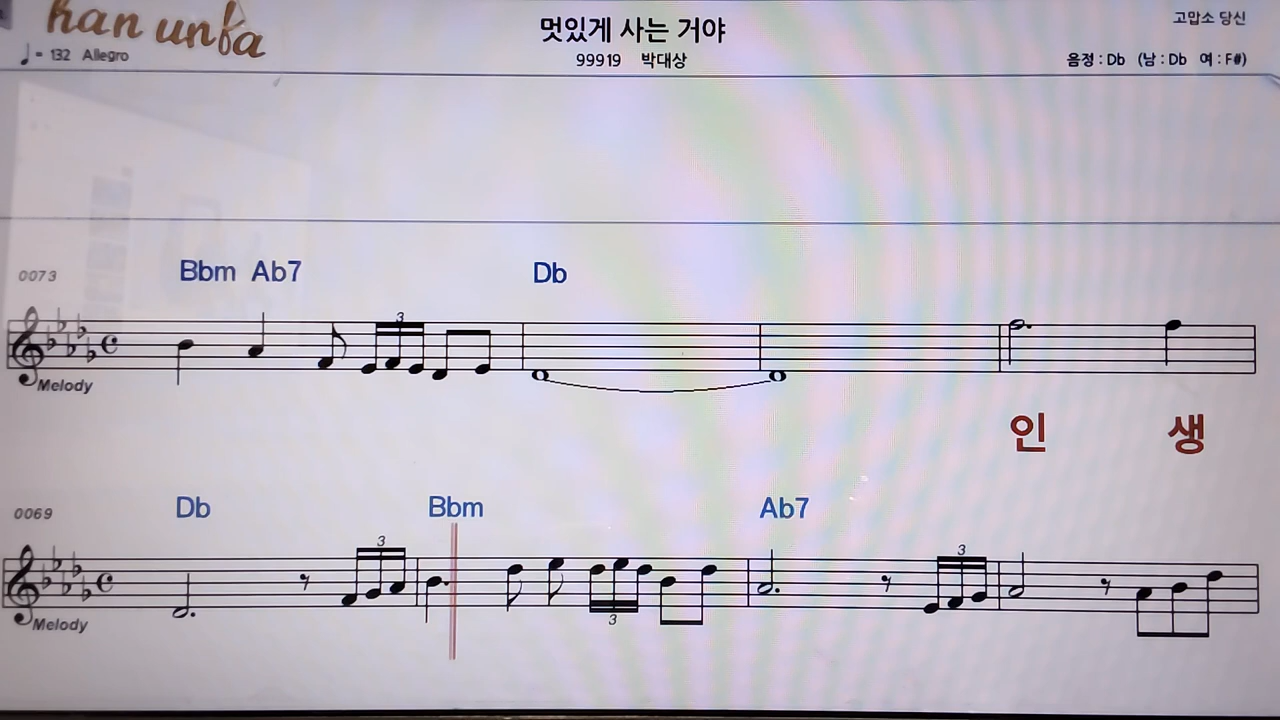 han unfa
♩= 132 Allegro
멋있게 사는 거야
99919 박대상
고맙소 당신
음정 : Db (남 : Db 여 : F#)
0073
Bbm Ab7 Db
3
Melody
인 생
0069
Db Bbm Ab7
3 3 3
Melody